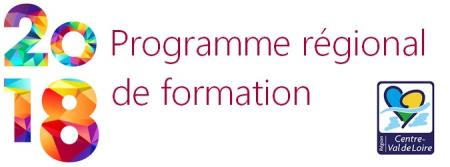 2018
Programme régional
de formation
Région
Centre-
Val de Loire